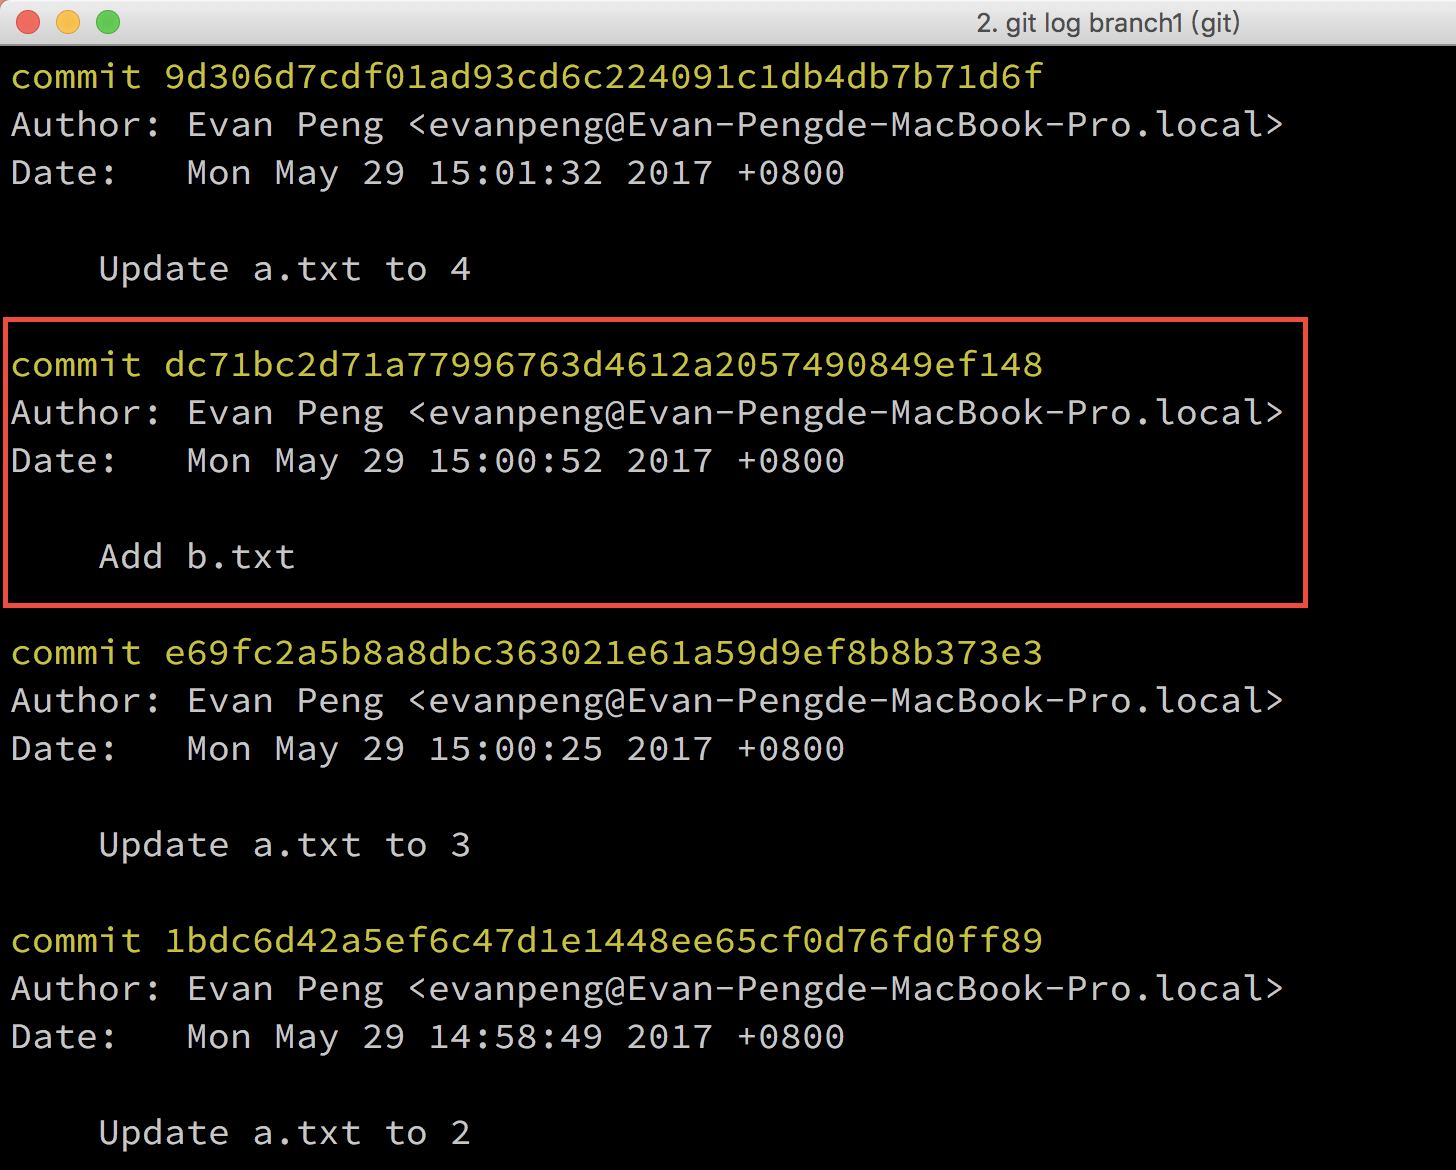 2. git log branch1 (git)
commit 9d306d7cdf01ad93cd6c224091c1db4db7b71d6f
Author: Evan Peng <evanpeng@Evan-Pengde-MacBook-Pro.local>
Date:   Mon May 29 15:01:32 2017 +0800
Update a.txt to 4
commit dc71bc2d71a77996763d4612a2057490849ef148
Author: Evan Peng <evanpeng@Evan-Pengde-MacBook-Pro.local>
Date:   Mon May 29 15:00:52 2017 +0800
Add b.txt
commit e69fc2a5b8a8dbc363021e61a59d9ef8b8b373e3
Author: Evan Peng <evanpeng@Evan-Pengde-MacBook-Pro.local>
Date:   Mon May 29 15:00:25 2017 +0800
Update a.txt to 3
commit 1bdc6d42a5ef6c47d1e1448ee65cf0d76fd0ff89
Author: Evan Peng <evanpeng@Evan-Pengde-MacBook-Pro.local>
Date:   Mon May 29 14:58:49 2017 +0800
Update a.txt to 2